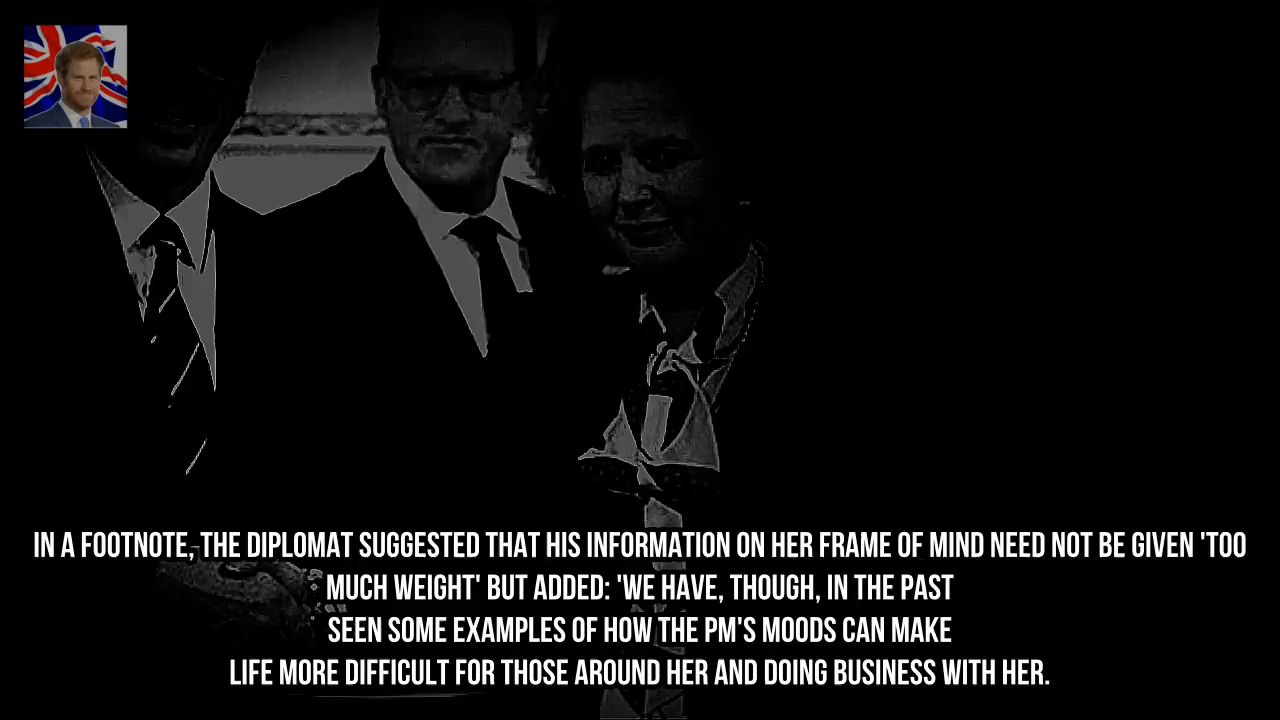 IN A FOOTNOTE, THE DIPLOMAT SUGGESTED THAT HIS INFORMATION ON HER FRAME OF MIND NEED NOT BE GIVEN 'TOO
MUCH WEIGHT' BUT ADDED: 'WE HAVE, THOUGH, IN THE PAST
SEEN SOME EXAMPLES OF HOW THE PM'S MOODS CAN MAKE
LIFE MORE DIFFICULT FOR THOSE AROUND HER AND DOING BUSINESS WITH HER.